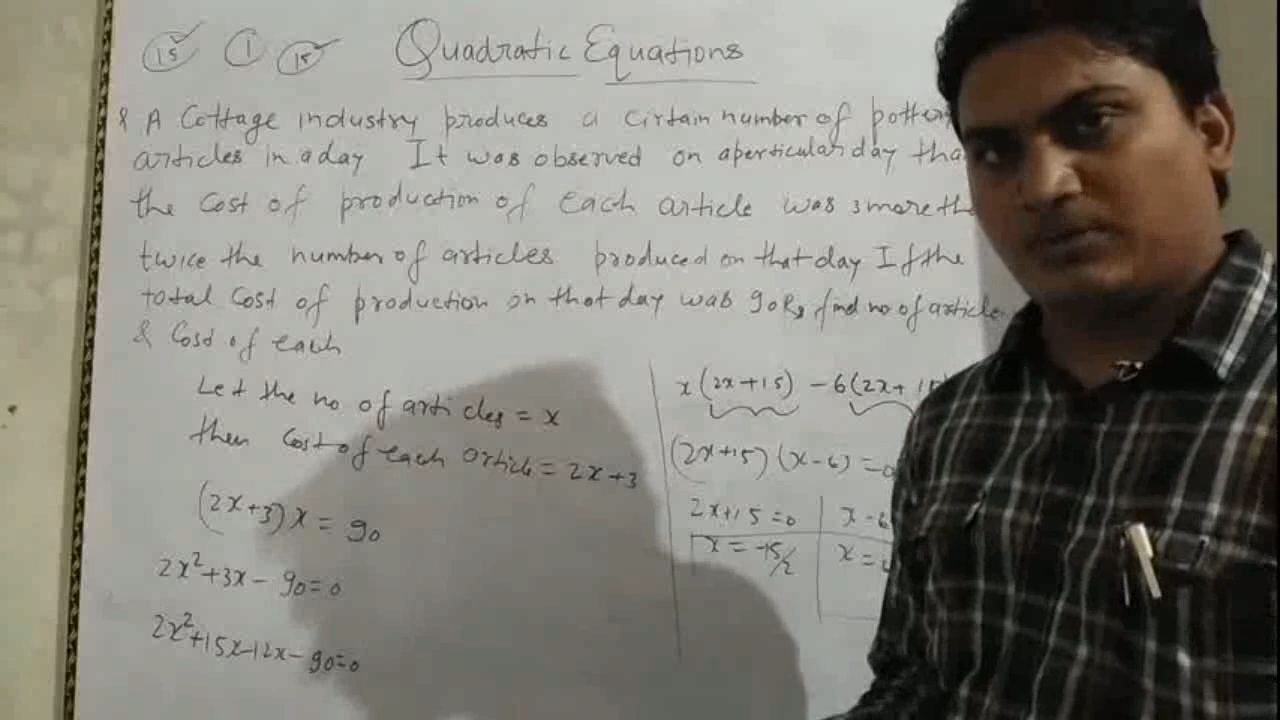 15 1 15 Quadratic Equations
& A Cottage industry produces a cirtain number of potter
articles in a day It was observed on aperticular day tha
the Cost of production of each article was 3 more th
twice the number of articles produced on that day If the
total Cost of production on that day was 90Rs, find no of article
& Cost of each
Let the no of articles = x
then Cost of each article = 2x+3
(2x+3) x = 90
2x²+3x - 90=0
2x²+15x-12x-90=0
x(2x+15) -6(2x+15
(2x+15)(x-6)=0
2x+15=0 x-6
x = -15/2 x =